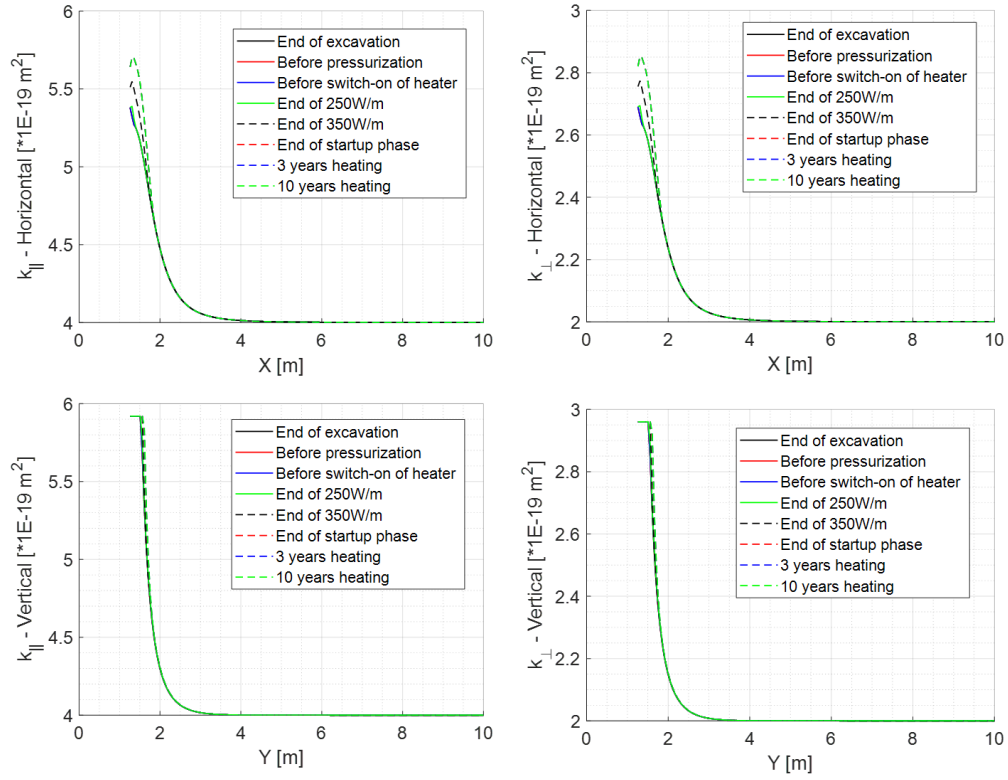 6
5.5
5
4.5
4
k|| - Horizontal [*1E-19 m²]
End of excavation
Before pressurization
Before switch-on of heater
End of 250W/m
End of 350W/m
End of startup phase
3 years heating
10 years heating
0 2 4 6 8 10
X [m]
3
2.8
2.6
2.4
2.2
2
k⊥ - Horizontal [*1E-19 m²]
End of excavation
Before pressurization
Before switch-on of heater
End of 250W/m
End of 350W/m
End of startup phase
3 years heating
10 years heating
0 2 4 6 8 10
X [m]
6
5.5
5
4.5
4
k|| - Vertical [*1E-19 m²]
End of excavation
Before pressurization
Before switch-on of heater
End of 250W/m
End of 350W/m
End of startup phase
3 years heating
10 years heating
0 2 4 6 8 10
Y [m]
3
2.8
2.6
2.4
2.2
2
k⊥ - Vertical [*1E-19 m²]
End of excavation
Before pressurization
Before switch-on of heater
End of 250W/m
End of 350W/m
End of startup phase
3 years heating
10 years heating
0 2 4 6 8 10
Y [m]